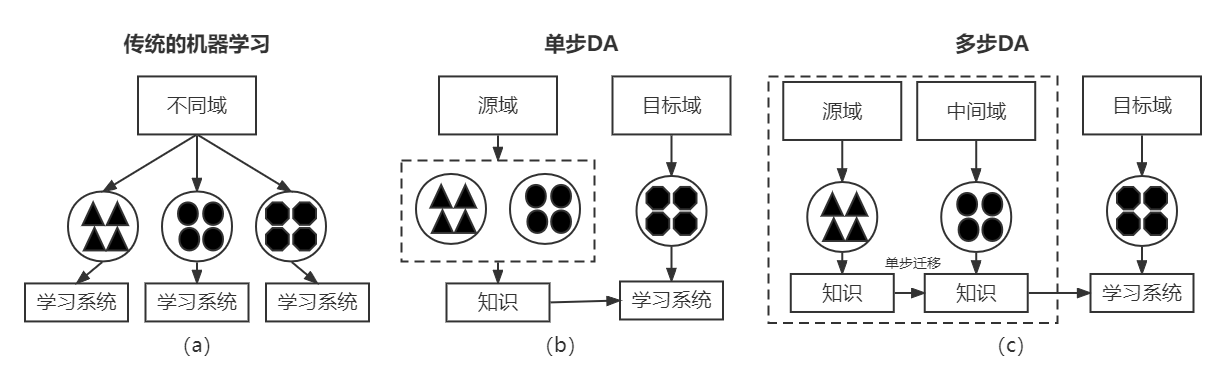 传统的机器学习
不同域
学习系统
学习系统
学习系统
(a)
单步DA
源域
目标域
知识
学习系统
(b)
多步DA
源域
中间域
目标域
单步迁移
知识
知识
学习系统
(c)